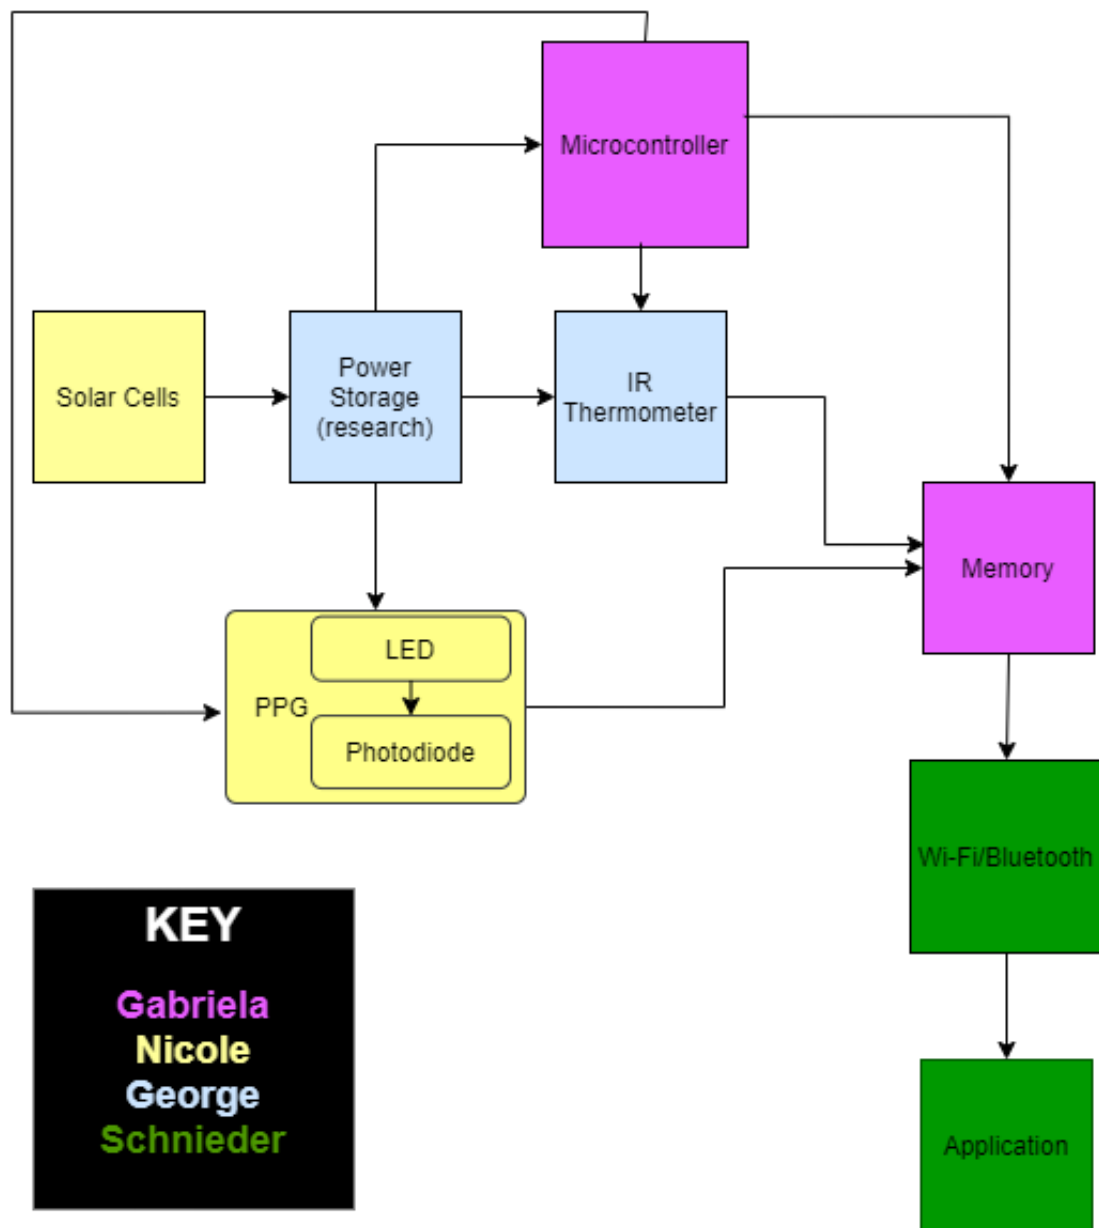 Microcontroller
Solar Cells
Power
Storage
(research)
IR
Thermometer
Memory
LED
PPG
Photodiode
Wi-Fi/Bluetooth
KEY
Gabriela
Nicole
George
Schnieder
Application